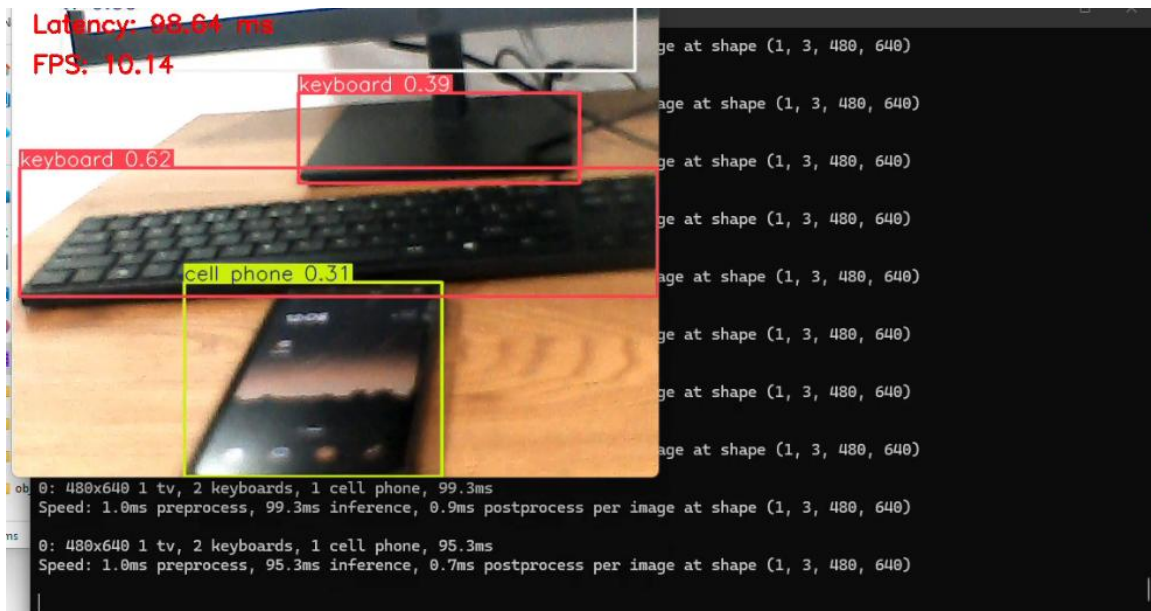 Latency: 98.64 ms
FPS: 10.14
keyboard 0.39
keyboard 0.62
cell phone 0.31
ge at shape (1, 3, 480, 640)
age at shape (1, 3, 480, 640)
ge at shape (1, 3, 480, 640)
ge at shape (1, 3, 480, 640)
age at shape (1, 3, 480, 640)
ge at shape (1, 3, 480, 640)
ge at shape (1, 3, 480, 640)
age at shape (1, 3, 480, 640)
0: 480x640 1 tv, 2 keyboards, 1 cell phone, 99.3ms
Speed: 1.0ms preprocess, 99.3ms inference, 0.9ms postprocess per image at shape (1, 3, 480, 640)
0: 480x640 1 tv, 2 keyboards, 1 cell phone, 95.3ms
Speed: 1.0ms preprocess, 95.3ms inference, 0.7ms postprocess per image at shape (1, 3, 480, 640)
ob
ms